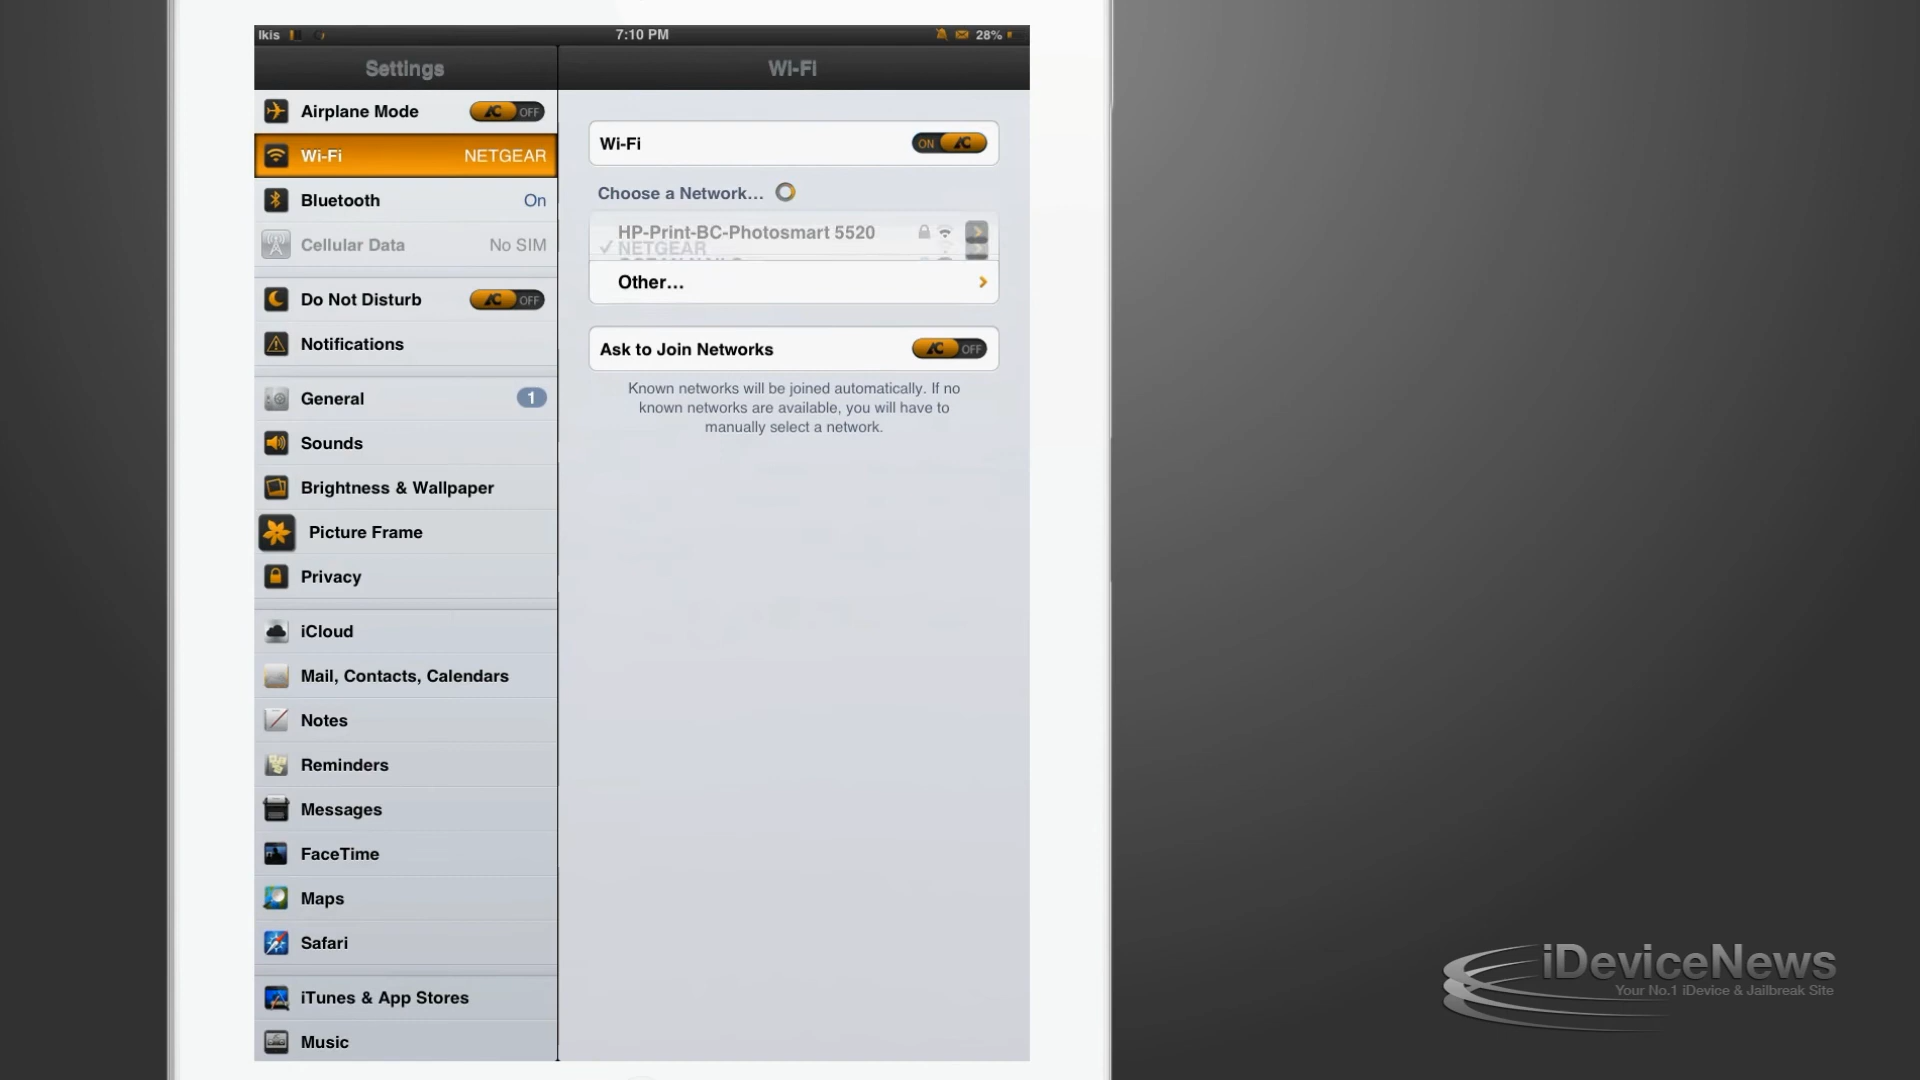 Ikis 7:10 PM 28%
Settings
Airplane Mode AC OFF
Wi-Fi NETGEAR
Bluetooth On
Cellular Data No SIM
Do Not Disturb AC OFF
Notifications
General 1
Sounds
Brightness & Wallpaper
Picture Frame
Privacy
iCloud
Mail, Contacts, Calendars
Notes
Reminders
Messages
FaceTime
Maps
Safari
iTunes & App Stores
Music
Wi-Fi
Wi-Fi ON AC
Choose a Network...
HP-Print-BC-Photosmart 5520
NETGEAR
Other...
Ask to Join Networks AC OFF
Known networks will be joined automatically. If no
known networks are available, you will have to
manually select a network.
iDeviceNews
Your No.1 iDevice & Jailbreak Site